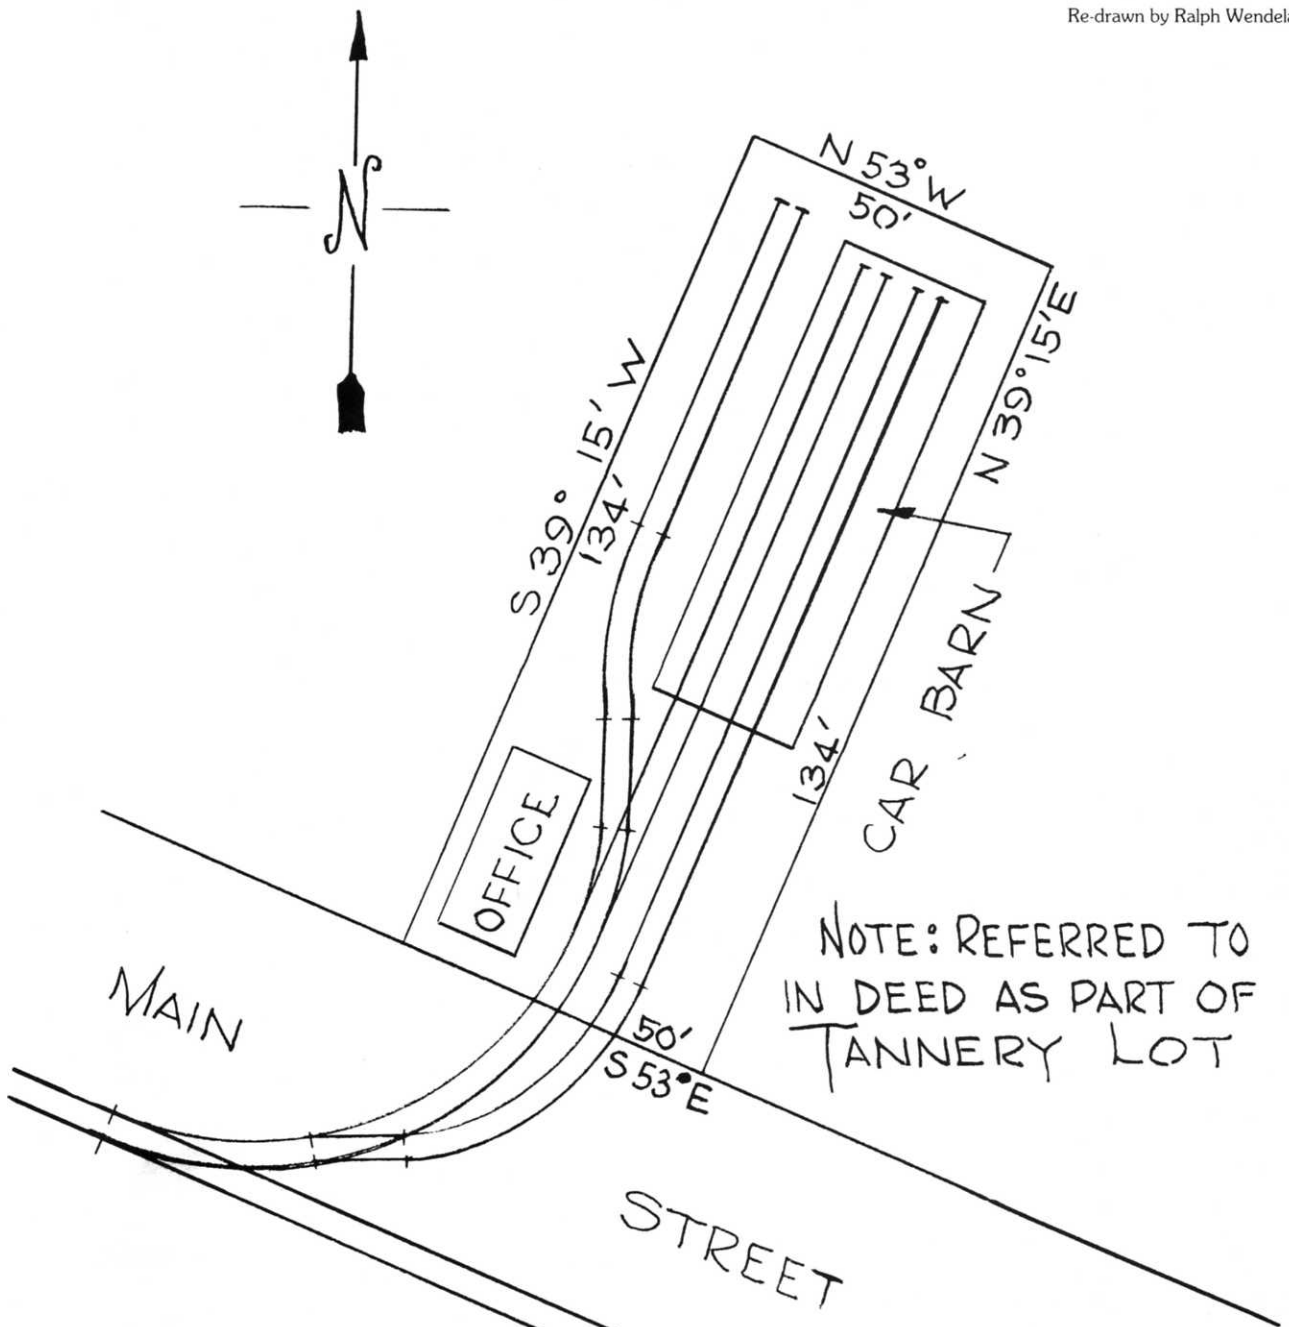 Re-drawn by Ralph
N
N 53° W
50'
S 39° 15' W
134'
N 39° 15' E
134'
CAR BARN
OFFICE
NOTE: REFERRED TO
IN DEED AS PART OF
TANNERY LOT
MAIN
50'
S 53° E
STREET